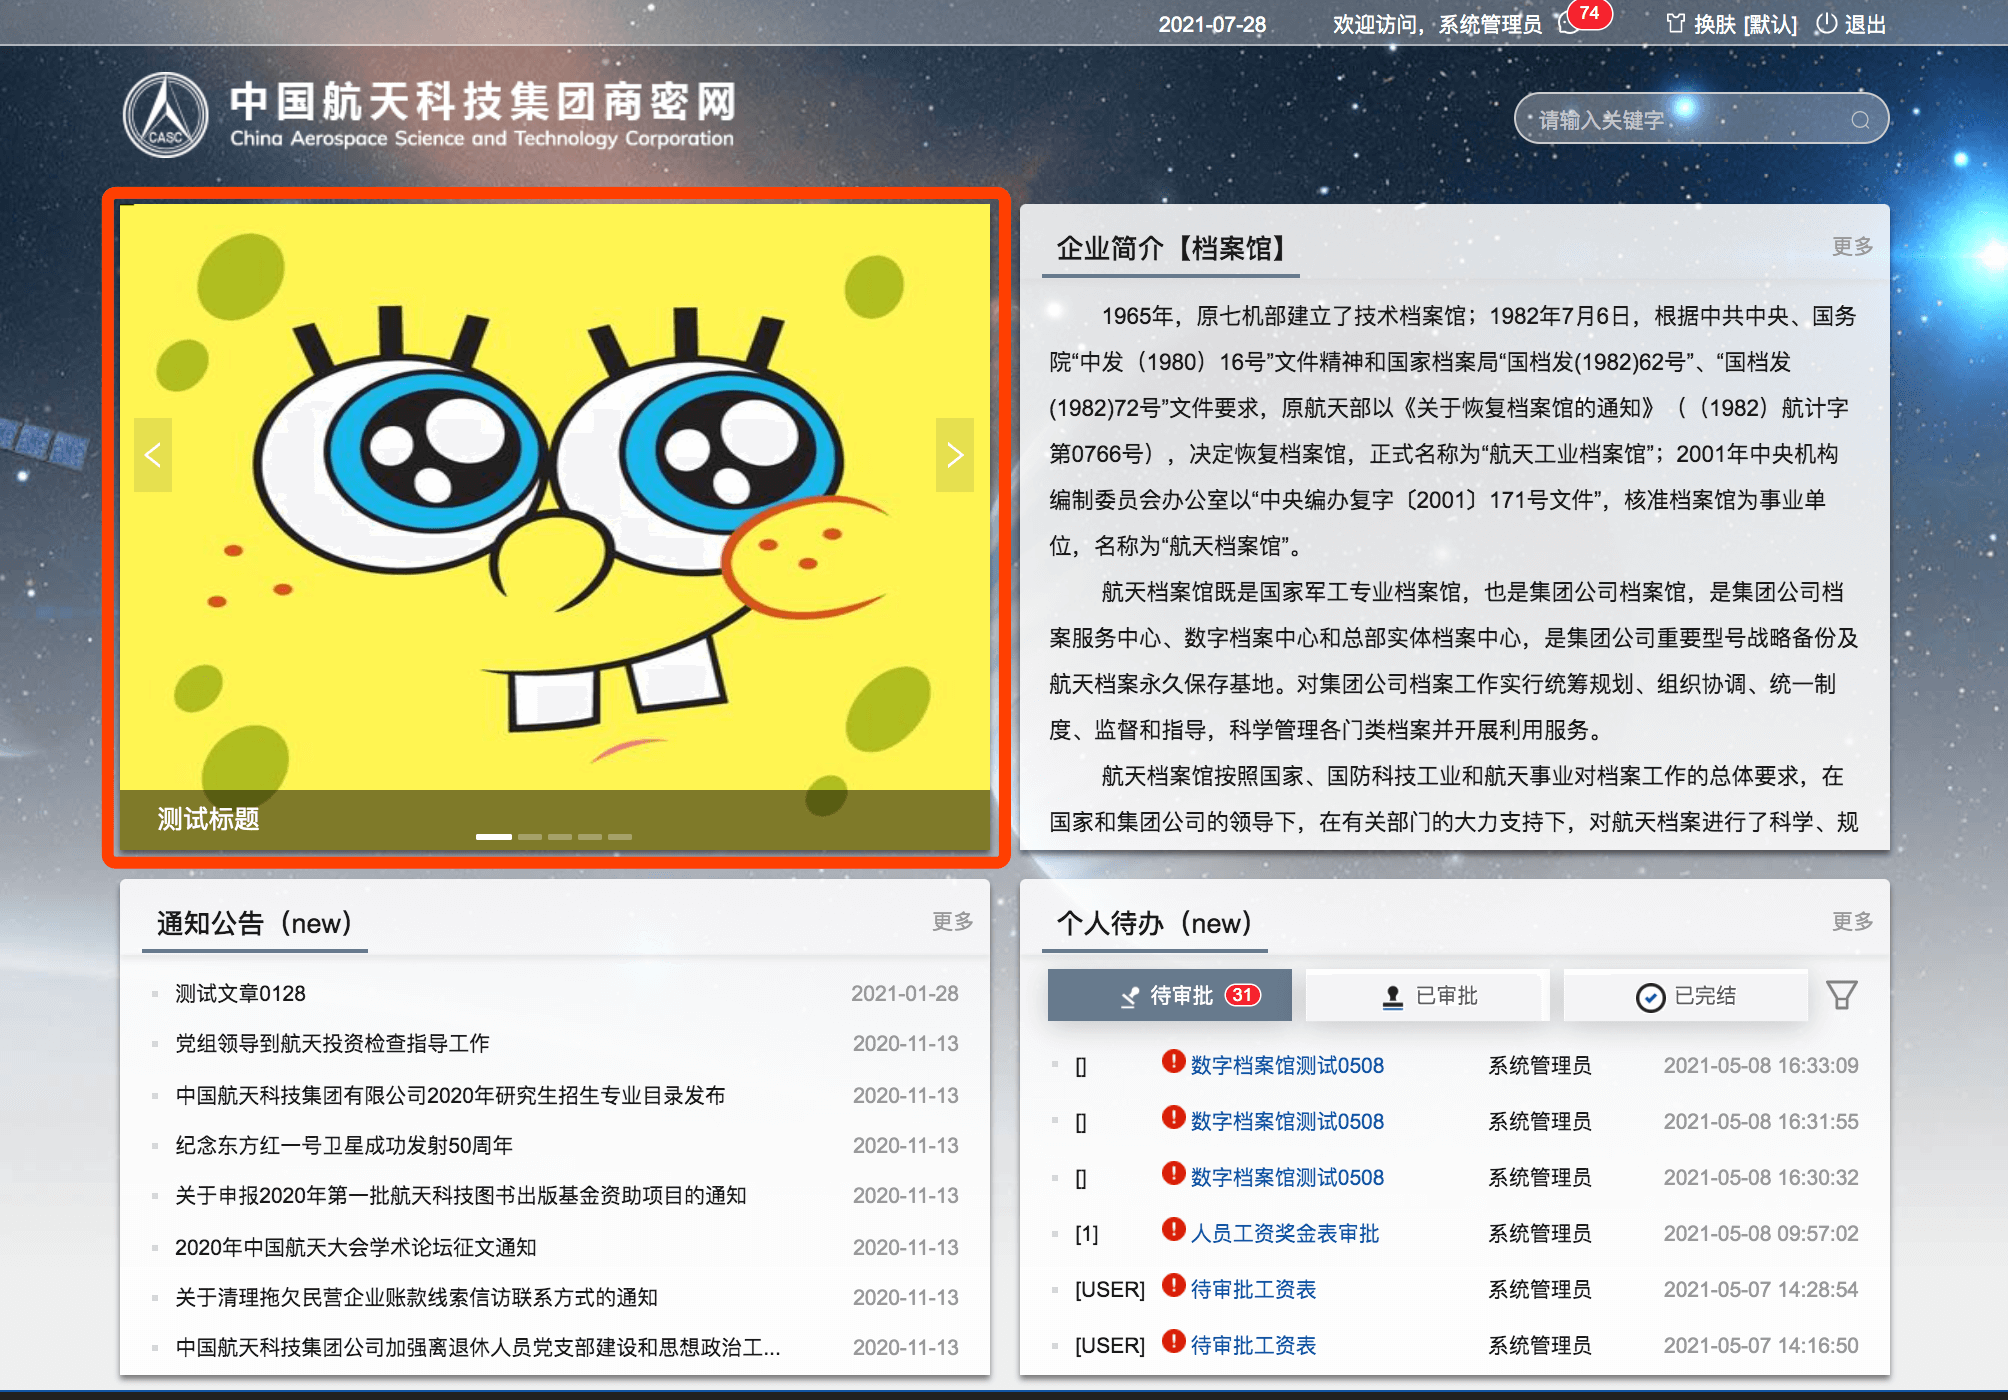 2021-07-28 欢迎访问，系统管理员 74 换肤 [默认] 退出
中国航天科技集团商密网
China Aerospace Science and Technology Corporation
CASC
请输入关键字
测试标题
企业简介【档案馆】 更多
1965年，原七机部建立了技术档案馆；1982年7月6日，根据中共中央、国务
院“中发（1980）16号”文件精神和国家档案局“国档发(1982)62号”、“国档发
(1982)72号”文件要求，原航天部以《关于恢复档案馆的通知》（（1982）航计字
第0766号），决定恢复档案馆，正式名称为“航天工业档案馆”；2001年中央机构
编制委员会办公室以“中央编办复字〔2001〕171号文件”，核准档案馆为事业单
位，名称为“航天档案馆”。
航天档案馆既是国家军工专业档案馆，也是集团公司档案馆，是集团公司档
案服务中心、数字档案中心和总部实体档案中心，是集团公司重要型号战略备份及
航天档案永久保存基地。对集团公司档案工作实行统筹规划、组织协调、统一制
度、监督和指导，科学管理各门类档案并开展利用服务。
航天档案馆按照国家、国防科技工业和航天事业对档案工作的总体要求，在
国家和集团公司的领导下，在有关部门的大力支持下，对航天档案进行了科学、规
通知公告（new） 更多
测试文章0128 2021-01-28
党组领导到航天投资检查指导工作 2020-11-13
中国航天科技集团有限公司2020年研究生招生专业目录发布 2020-11-13
纪念东方红一号卫星成功发射50周年 2020-11-13
关于申报2020年第一批航天科技图书出版基金资助项目的通知 2020-11-13
2020年中国航天大会学术论坛征文通知 2020-11-13
关于清理拖欠民营企业账款线索信访联系方式的通知 2020-11-13
中国航天科技集团公司加强离退休人员党支部建设和思想政治工... 2020-11-13
个人待办（new） 更多
待审批 31 已审批 已完结
[] 数字档案馆测试0508 系统管理员 2021-05-08 16:33:09
[] 数字档案馆测试0508 系统管理员 2021-05-08 16:31:55
[] 数字档案馆测试0508 系统管理员 2021-05-08 16:30:32
[1] 人员工资奖金表审批 系统管理员 2021-05-08 09:57:02
[USER] 待审批工资表 系统管理员 2021-05-07 14:28:54
[USER] 待审批工资表 系统管理员 2021-05-07 14:16:50